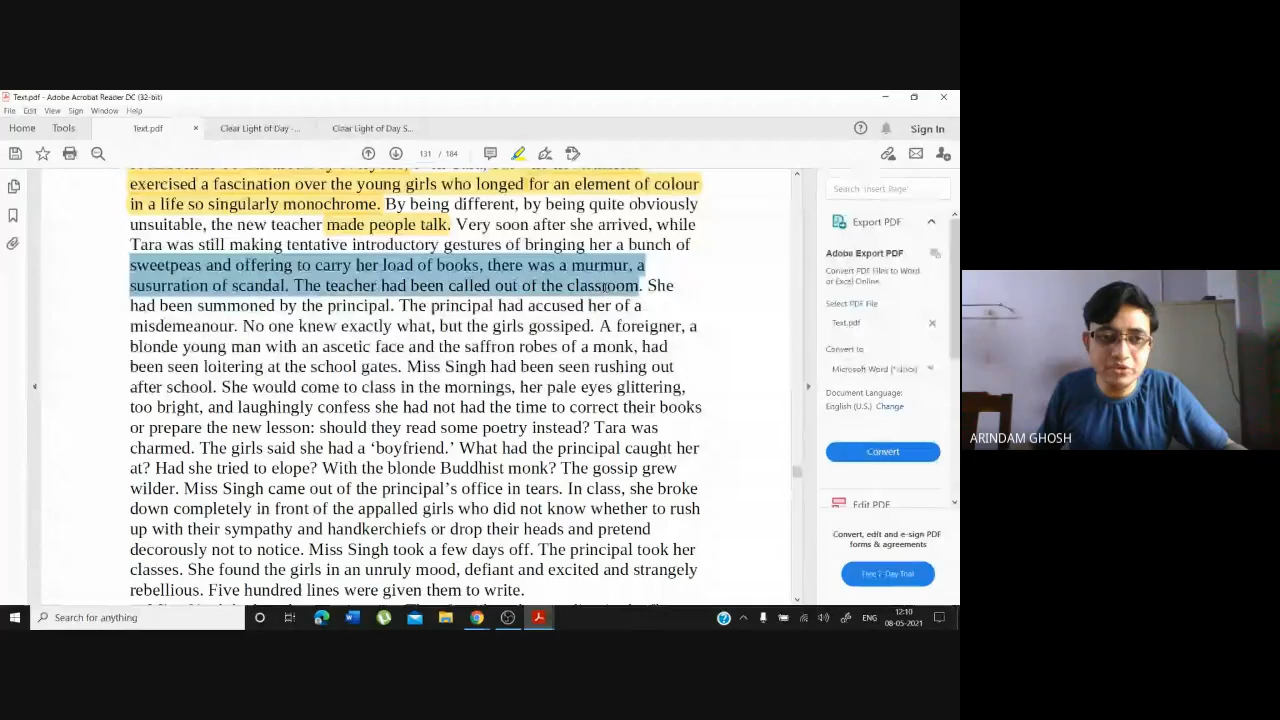 Text.pdf - Adobe Acrobat Reader DC (32-bit)
File Edit View Sign Window Help
Home Tools Text.pdf × Clear Light of Day -... Clear Light of Day S... Sign In
131 / 184
exercised a fascination over the young girls who longed for an element of colour
in a life so singularly monochrome. By being different, by being quite obviously
unsuitable, the new teacher made people talk. Very soon after she arrived, while
Tara was still making tentative introductory gestures of bringing her a bunch of
sweetpeas and offering to carry her load of books, there was a murmur, a
susurration of scandal. The teacher had been called out of the classroom. She
had been summoned by the principal. The principal had accused her of a
misdemeanour. No one knew exactly what, but the girls gossiped. A foreigner, a
blonde young man with an ascetic face and the saffron robes of a monk, had
been seen loitering at the school gates. Miss Singh had been seen rushing out
after school. She would come to class in the mornings, her pale eyes glittering,
too bright, and laughingly confess she had not had the time to correct their books
or prepare the new lesson: should they read some poetry instead? Tara was
charmed. The girls said she had a ‘boyfriend.’ What had the principal caught her
at? Had she tried to elope? With the blonde Buddhist monk? The gossip grew
wilder. Miss Singh came out of the principal’s office in tears. In class, she broke
down completely in front of the appalled girls who did not know whether to rush
up with their sympathy and handkerchiefs or drop their heads and pretend
decorously not to notice. Miss Singh took a few days off. The principal took her
classes. She found the girls in an unruly mood, defiant and excited and strangely
rebellious. Five hundred lines were given them to write.
Search 'Insert Page'
Export PDF
Adobe Export PDF
Convert PDF Files to Word
or Excel Online.
Select PDF File
Text.pdf
Convert to
Microsoft Word (*.docx)
Document Language:
English (U.S.) Change
Convert
Edit PDF
Convert, edit and e-sign PDF
forms & agreements
Free 7-Day Trial
ARINDAM GHOSH
Search for anything
ENG
12:10
08-05-2021